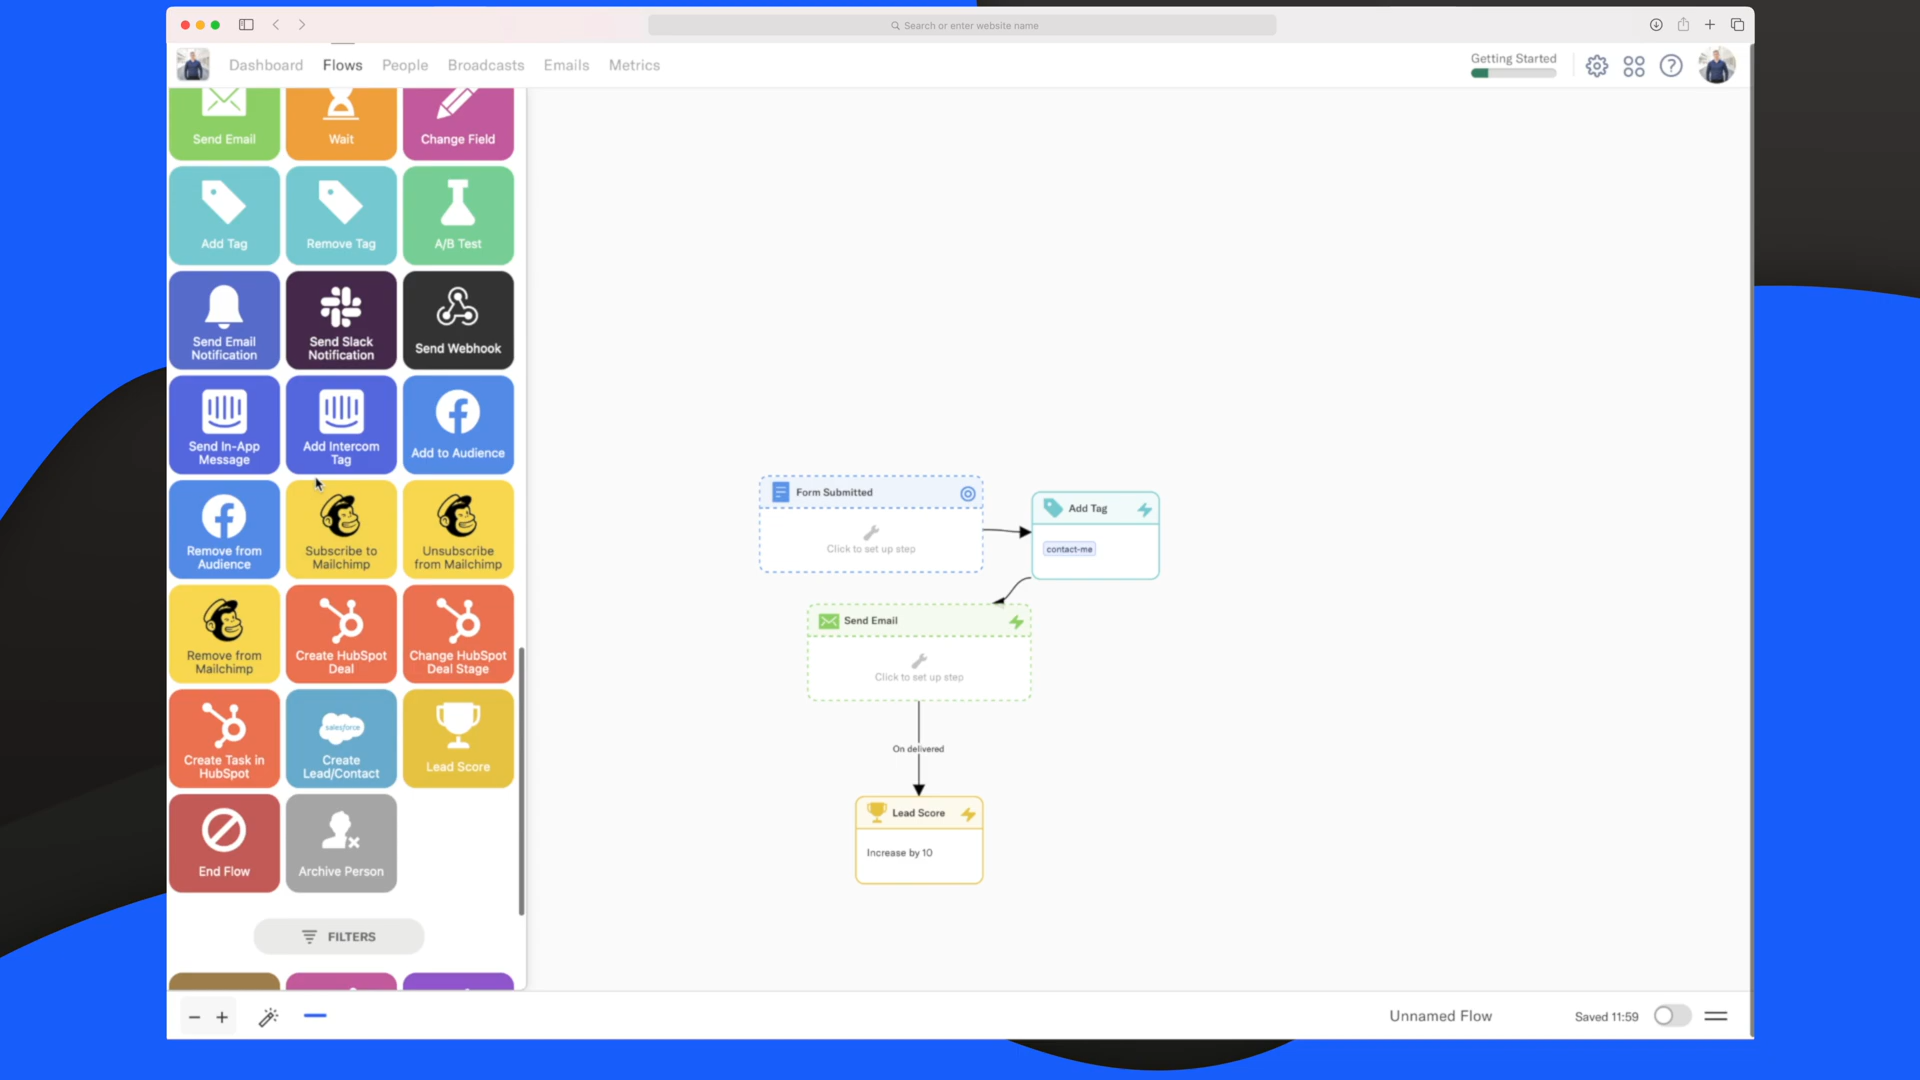 Search or enter website name
Dashboard
Flows
People
Broadcasts
Emails
Metrics
Getting Started
Send Email
Wait
Change Field
Add Tag
Remove Tag
A/B Test
Send Email
Notification
Send Slack
Notification
Send Webhook
Send In-App
Message
Add Intercom
Tag
Add to Audience
Remove from
Audience
Subscribe to
Mailchimp
Unsubscribe
from Mailchimp
Remove from
Mailchimp
Create HubSpot
Deal
Change HubSpot
Deal Stage
Create Task in
HubSpot
salesforce
Create
Lead/Contact
Lead Score
End Flow
Archive Person
FILTERS
Form Submitted
Click to set up step
Add Tag
contact-me
Send Email
Click to set up step
On delivered
Lead Score
Increase by 10
Unnamed Flow
Saved 11:59